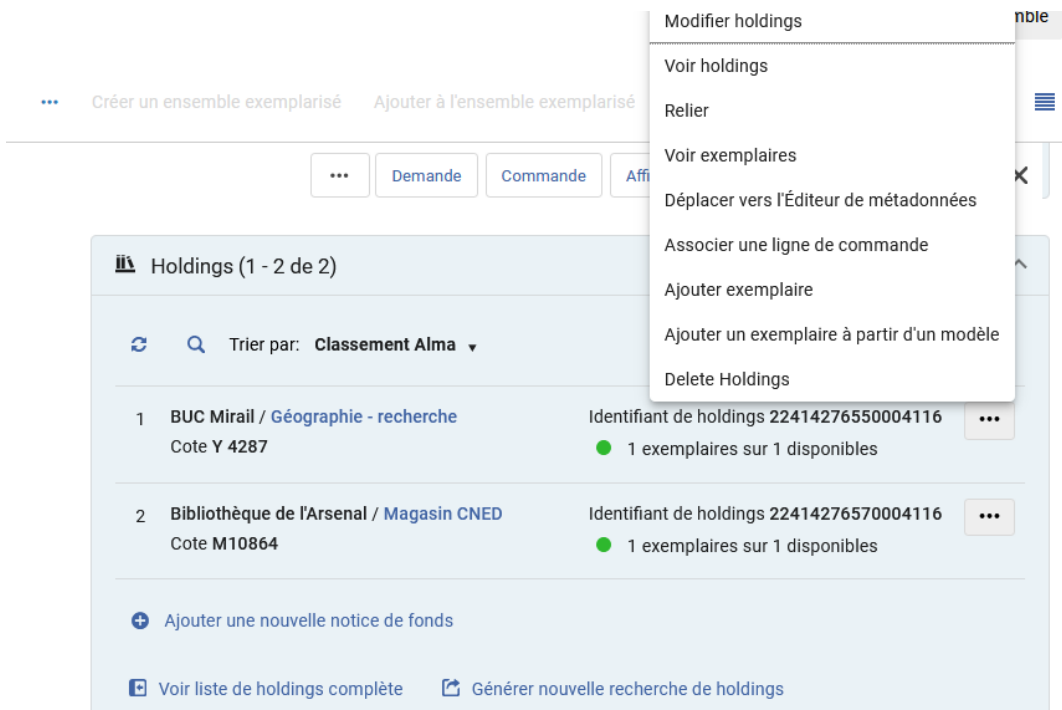 Modifier holdings
Voir holdings
Créer un ensemble exemplarisé Ajouter à l'ensemble exemplarisé
Relier
Voir exemplaires
Demande Commande
Déplacer vers l'Éditeur de métadonnées
Associer une ligne de commande
Holdings (1 - 2 de 2)
Ajouter exemplaire
Ajouter un exemplaire à partir d'un modèle
Trier par: Classement Alma
Delete Holdings
1 BUC Mirail / Géographie - recherche Identifiant de holdings 22414276550004116
Cote Y 4287 1 exemplaires sur 1 disponibles
2 Bibliothèque de l'Arsenal / Magasin CNED Identifiant de holdings 22414276570004116
Cote M10864 1 exemplaires sur 1 disponibles
Ajouter une nouvelle notice de fonds
Voir liste de holdings complète Générer nouvelle recherche de holdings